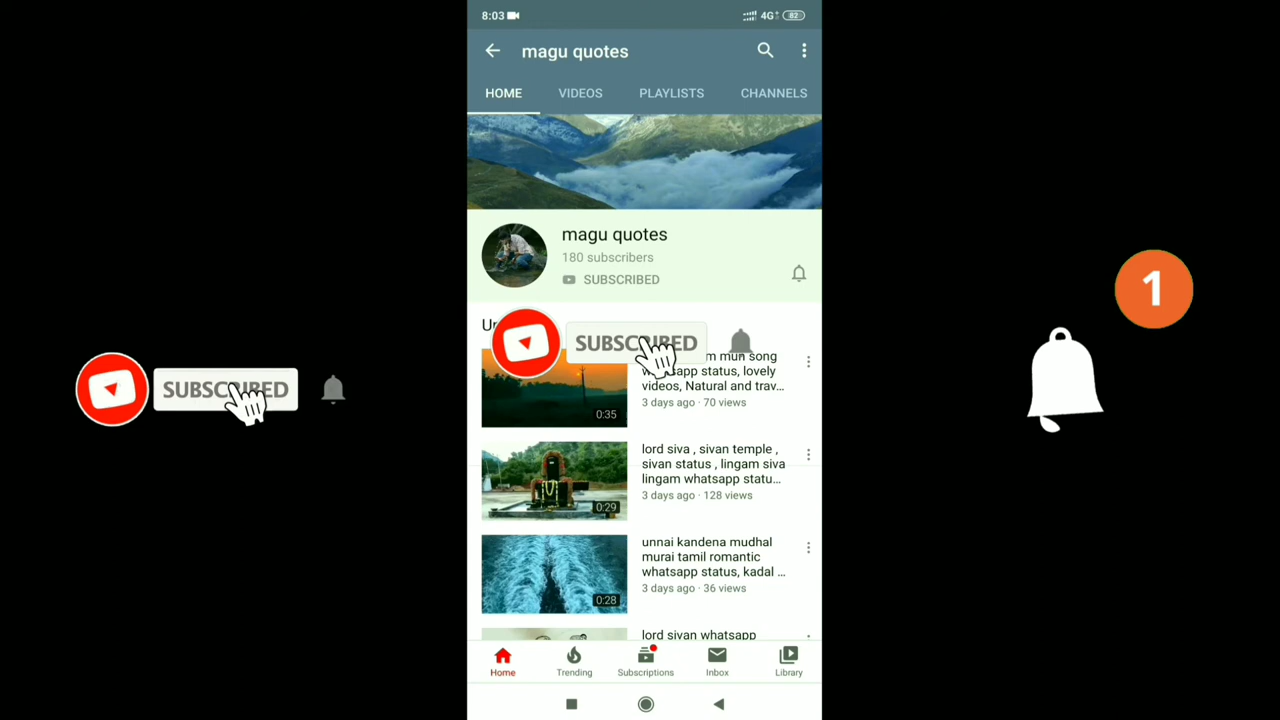 8:03
4G+
82
magu quotes
HOME
VIDEOS
PLAYLISTS
CHANNELS
magu quotes
180 subscribers
SUBSCRIBED
SUBSCRIBED
song
status, lovely
videos, Natural and trav...
3 days ago · 70 views
0:35
lord siva , sivan temple ,
sivan status , lingam siva
lingam whatsapp statu...
3 days ago · 128 views
0:29
unnai kandena mudhal
murai tamil romantic
whatsapp status, kadal ...
3 days ago · 36 views
0:28
lord sivan whatsapp
Home
Trending
Subscriptions
Inbox
Library
SUBSCRIBED
1